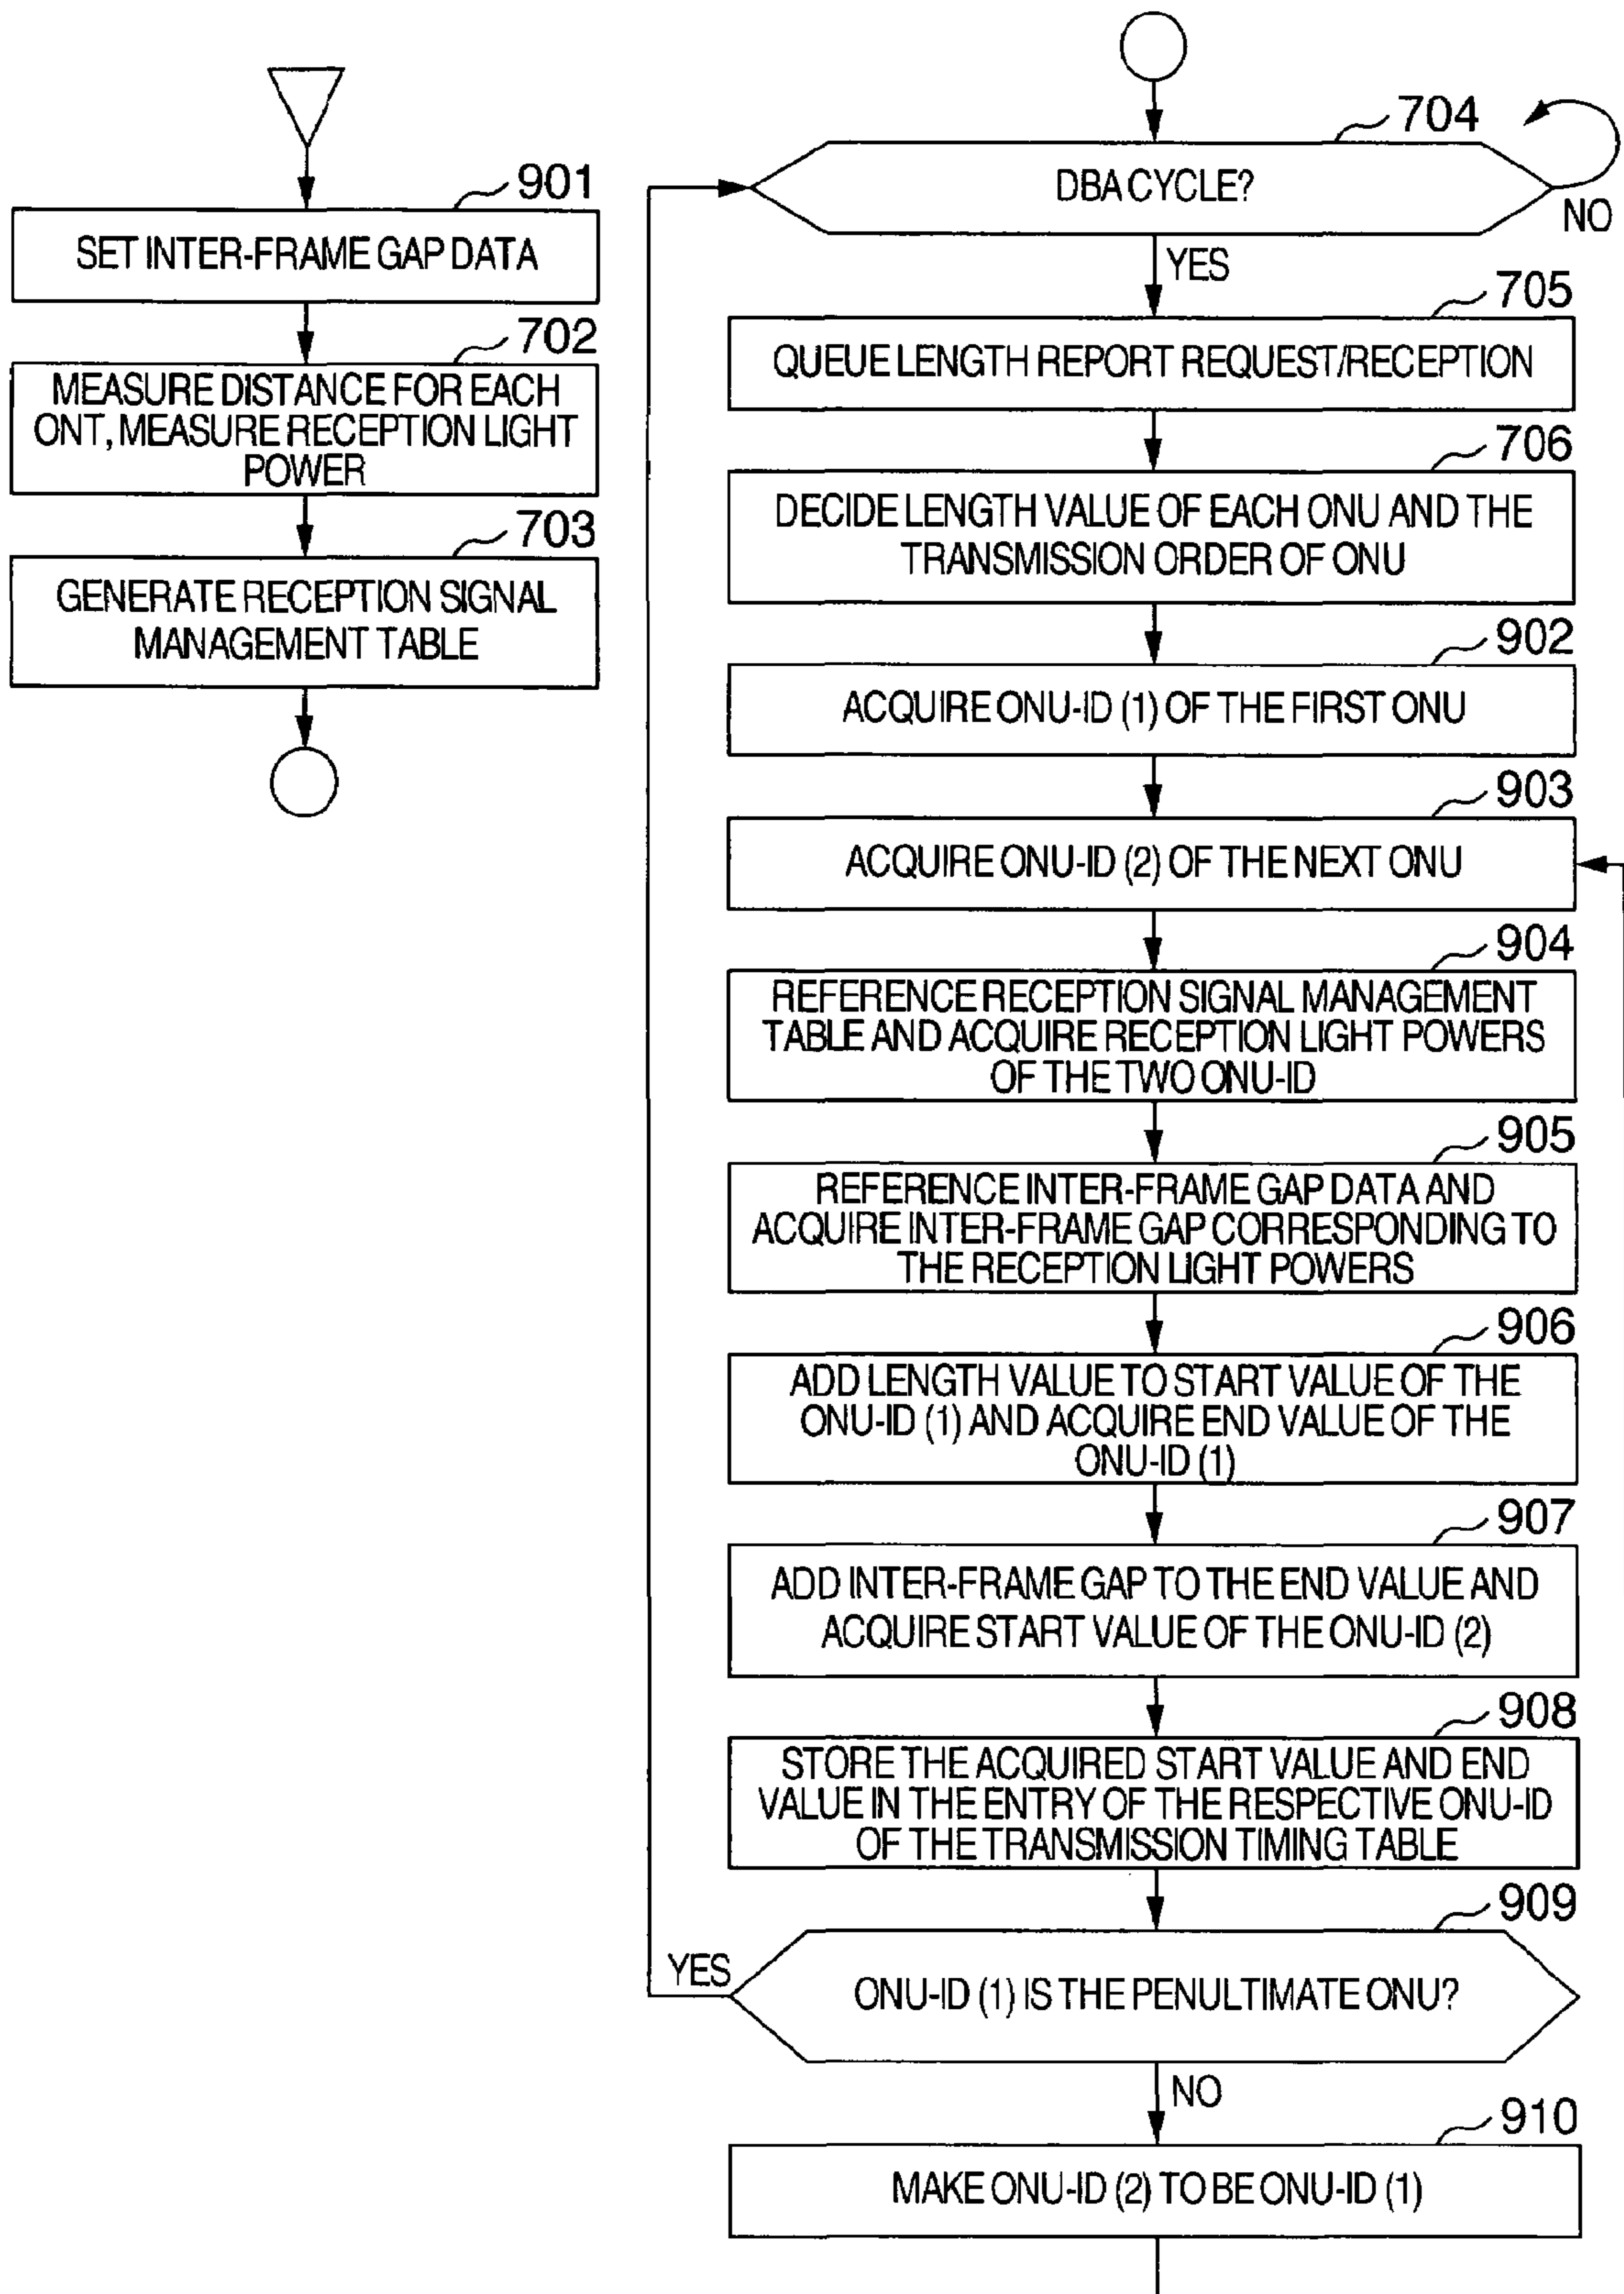 901
SET INTER-FRAME GAP DATA
702
MEASURE DISTANCE FOR EACH
ONT, MEASURE RECEPTION LIGHT
POWER
703
GENERATE RECEPTION SIGNAL
MANAGEMENT TABLE
704
DBA CYCLE?
NO
YES
705
QUEUE LENGTH REPORT REQUEST/RECEPTION
706
DECIDE LENGTH VALUE OF EACH ONU AND THE
TRANSMISSION ORDER OF ONU
902
ACQUIRE ONU-ID (1) OF THE FIRST ONU
903
ACQUIRE ONU-ID (2) OF THE NEXT ONU
904
REFERENCE RECEPTION SIGNAL MANAGEMENT
TABLE AND ACQUIRE RECEPTION LIGHT POWERS
OF THE TWO ONU-ID
905
REFERENCE INTER-FRAME GAP DATA AND
ACQUIRE INTER-FRAME GAP CORRESPONDING TO
THE RECEPTION LIGHT POWERS
906
ADD LENGTH VALUE TO START VALUE OF THE
ONU-ID (1) AND ACQUIRE END VALUE OF THE
ONU-ID (1)
907
ADD INTER-FRAME GAP TO THE END VALUE AND
ACQUIRE START VALUE OF THE ONU-ID (2)
908
STORE THE ACQUIRED START VALUE AND END
VALUE IN THE ENTRY OF THE RESPECTIVE ONU-ID
OF THE TRANSMISSION TIMING TABLE
909
YES
ONU-ID (1) IS THE PENULTIMATE ONU?
NO
910
MAKE ONU-ID (2) TO BE ONU-ID (1)